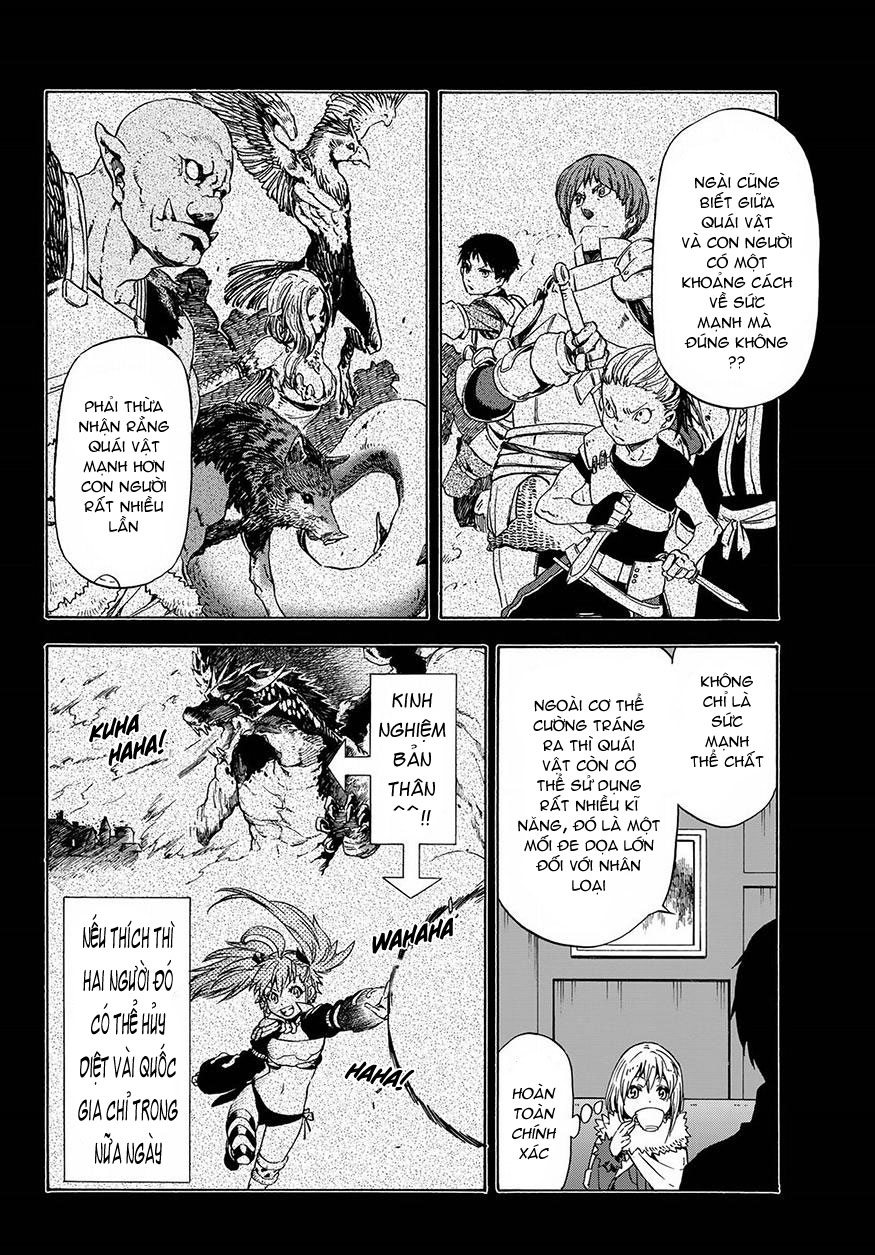 NGÀI CŨNG
BIẾT GIỮA
QUÁI VẬT
VÀ CON NGƯỜI
CÓ MỘT
KHOẢNG CÁCH
VỀ SỨC
MẠNH MÀ
ĐÚNG KHÔNG
??
PHẢI THỪA
NHẬN RẰNG
QUÁI VẬT
MẠNH HƠN
CON NGƯỜI
RẤT NHIỀU
LẦN
KHÔNG
CHỈ LÀ
SỨC
MẠNH
THỂ CHẤT
NGOÀI CƠ THỂ
CƯỜNG TRÁNG
RA THÌ QUÁI
VẬT CÒN CÓ
THỂ SỬ DỤNG
RẤT NHIỀU KĨ
NĂNG, ĐÓ LÀ MỘT
MỐI ĐE DỌA LỚN
ĐỐI VỚI NHÂN
LOẠI
HOÀN
TOÀN
CHÍNH
XÁC
KINH
NGHIỆM
BẢN
THÂN
^^!!
KUHA
HAHA!
WAHAHA
HAHA!
NẾU THÍCH THÌ
HAI NGƯỜI ĐÓ
CÓ THỂ HỦY
DIỆT VÀI QUỐC
GIA CHỈ TRONG
NỮA NGÀY